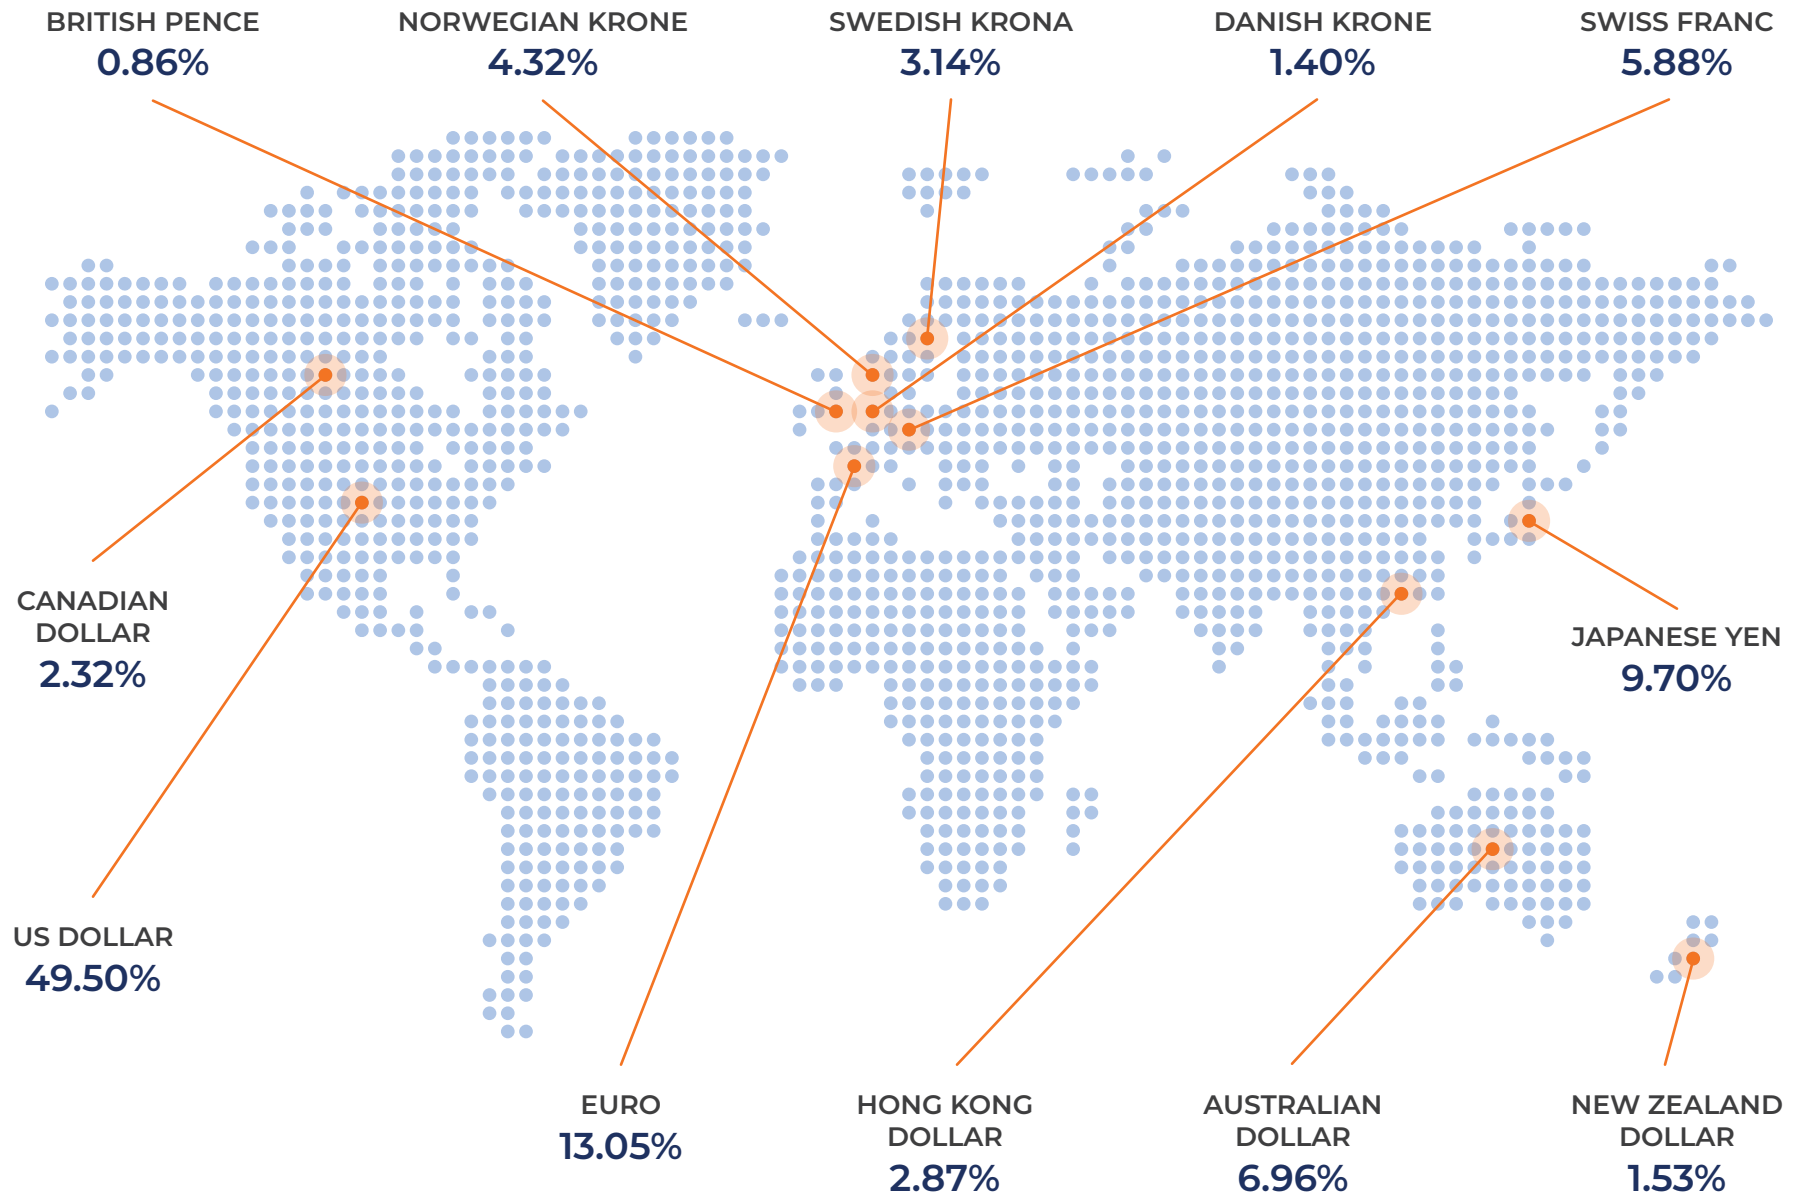 BRITISH PENCE
0.86%
NORWEGIAN KRONE
4.32%
SWEDISH KRONA
3.14%
DANISH KRONE
1.40%
SWISS FRANC
5.88%
CANADIAN
DOLLAR
2.32%
JAPANESE YEN
9.70%
US DOLLAR
49.50%
EURO
13.05%
HONG KONG
DOLLAR
2.87%
AUSTRALIAN
DOLLAR
6.96%
NEW ZEALAND
DOLLAR
1.53%